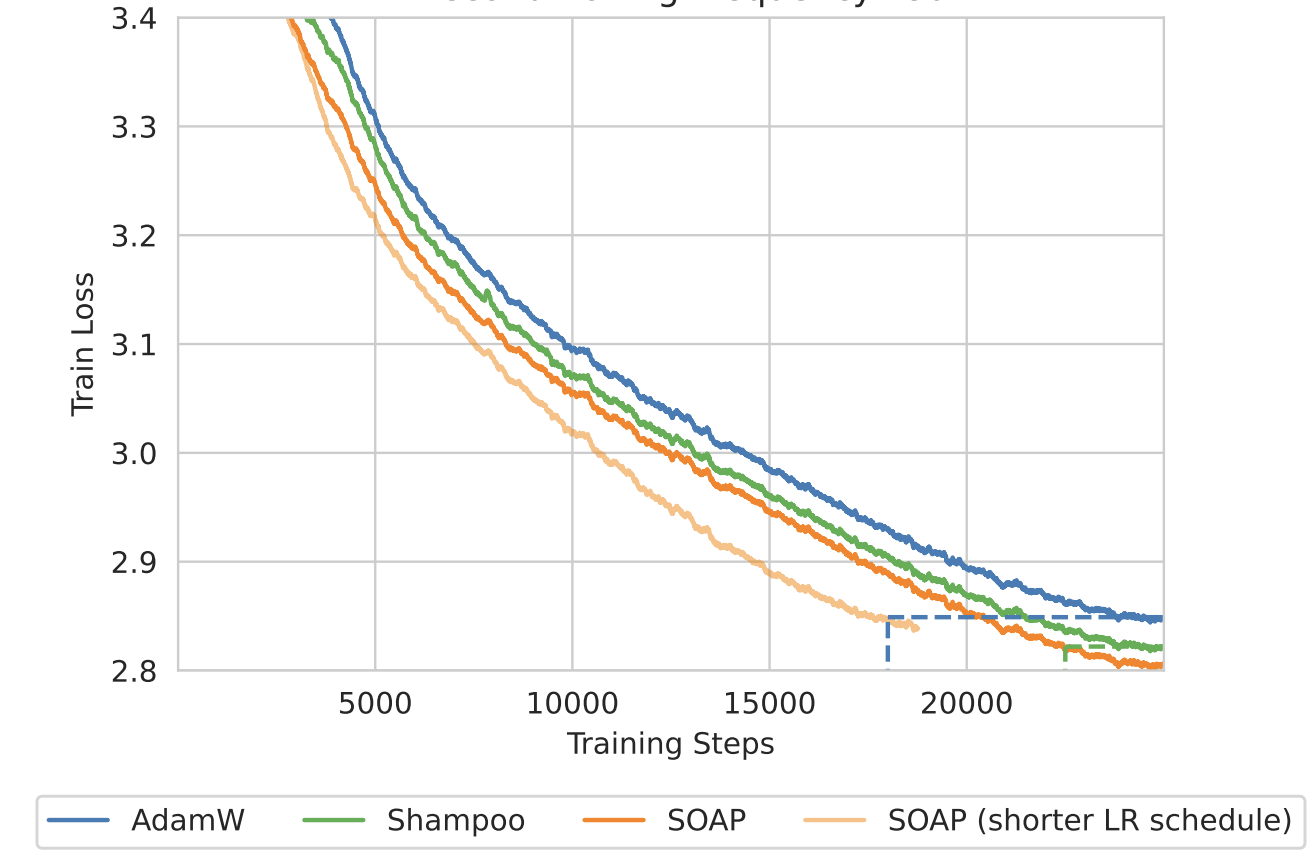 3.4
3.3
3.2
3.1
3.0
2.9
2.8
Train Loss
5000 10000 15000 20000
Training Steps
AdamW Shampoo SOAP SOAP (shorter LR schedule)